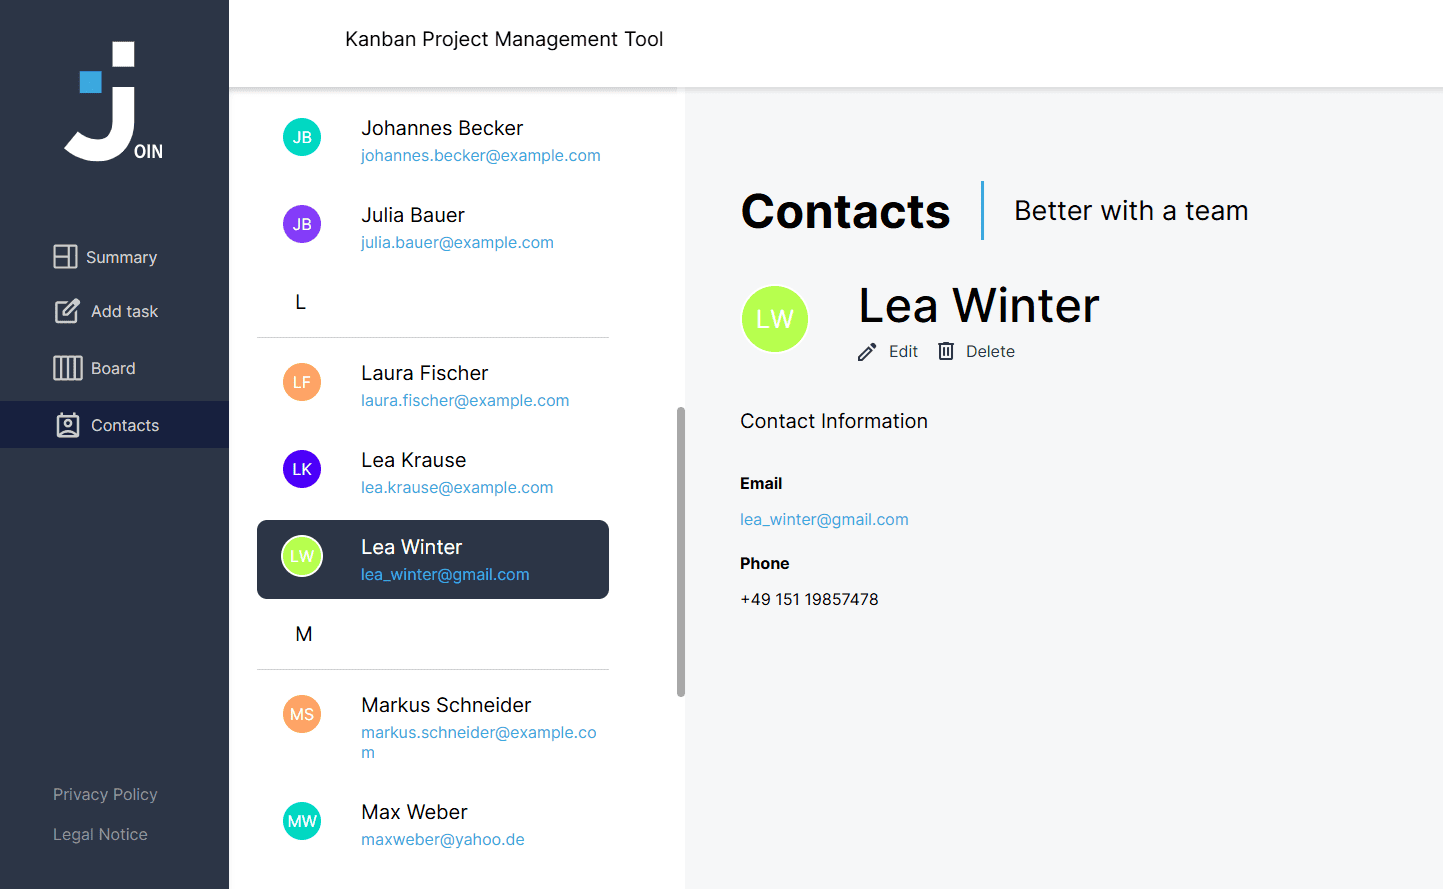 OIN
Summary
Add task
Board
Contacts
Privacy Policy
Legal Notice
Kanban Project Management Tool
JB
Johannes Becker
johannes.becker@example.com
JB
Julia Bauer
julia.bauer@example.com
L
LF
Laura Fischer
laura.fischer@example.com
LK
Lea Krause
lea.krause@example.com
LW
Lea Winter
lea_winter@gmail.com
M
MS
Markus Schneider
markus.schneider@example.co
m
MW
Max Weber
maxweber@yahoo.de
Contacts
Better with a team
LW
Lea Winter
Edit Delete
Contact Information
Email
lea_winter@gmail.com
Phone
+49 151 19857478